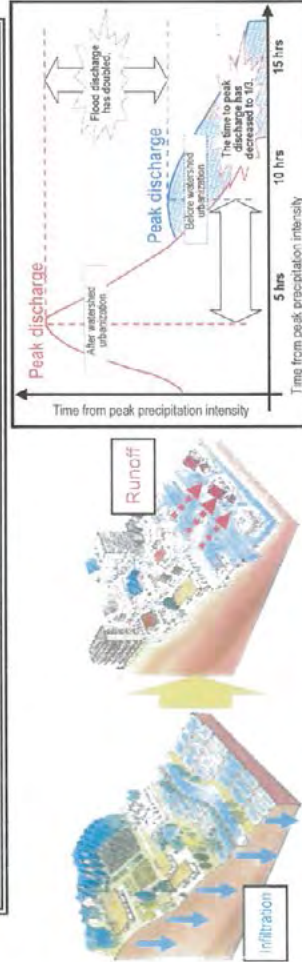 Infiltration
Runoff
Time from peak precipitation intensity
Peak discharge
After watershed
urbanization
Flood discharge
has doubled.
Peak discharge
Before watershed
urbanization
The time to peak
discharge has
decreased to 1/3.
5 hrs
10 hrs
15 hrs
Time from peak precipitation intensity